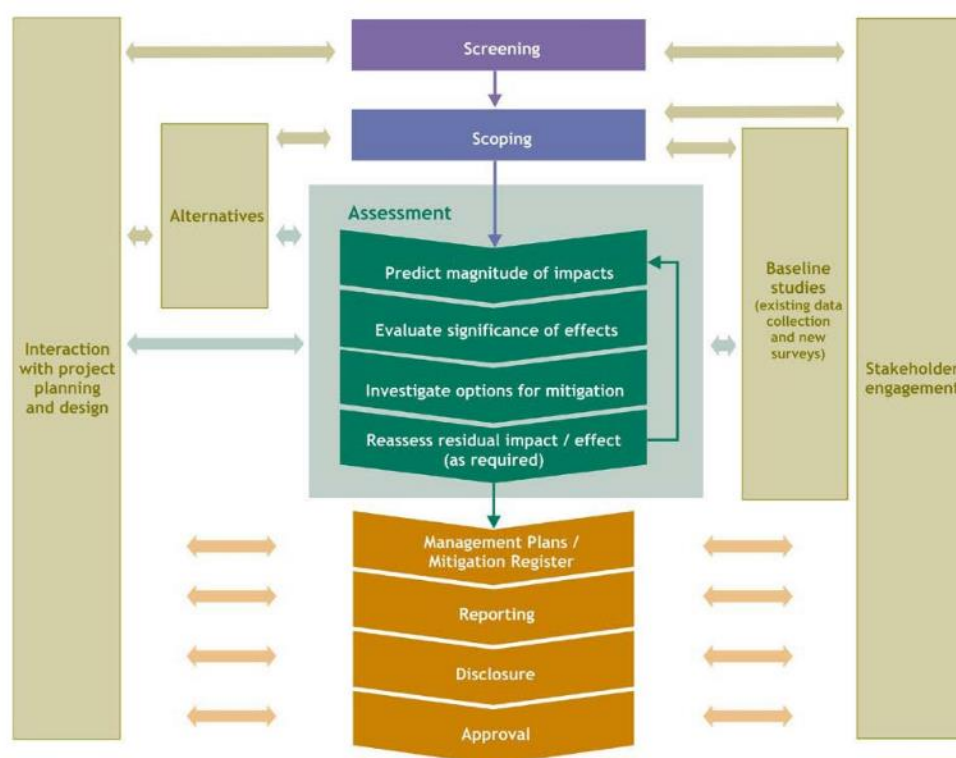 Screening
Scoping
Alternatives
Assessment
Predict magnitude of impacts
Evaluate significance of effects
Investigate options for mitigation
Reassess residual impact / effect
(as required)
Baseline
studies
(existing data
collection
and new
surveys)
Interaction
with project
planning
and design
Stakeholder
engagement
Management Plans /
Mitigation Register
Reporting
Disclosure
Approval